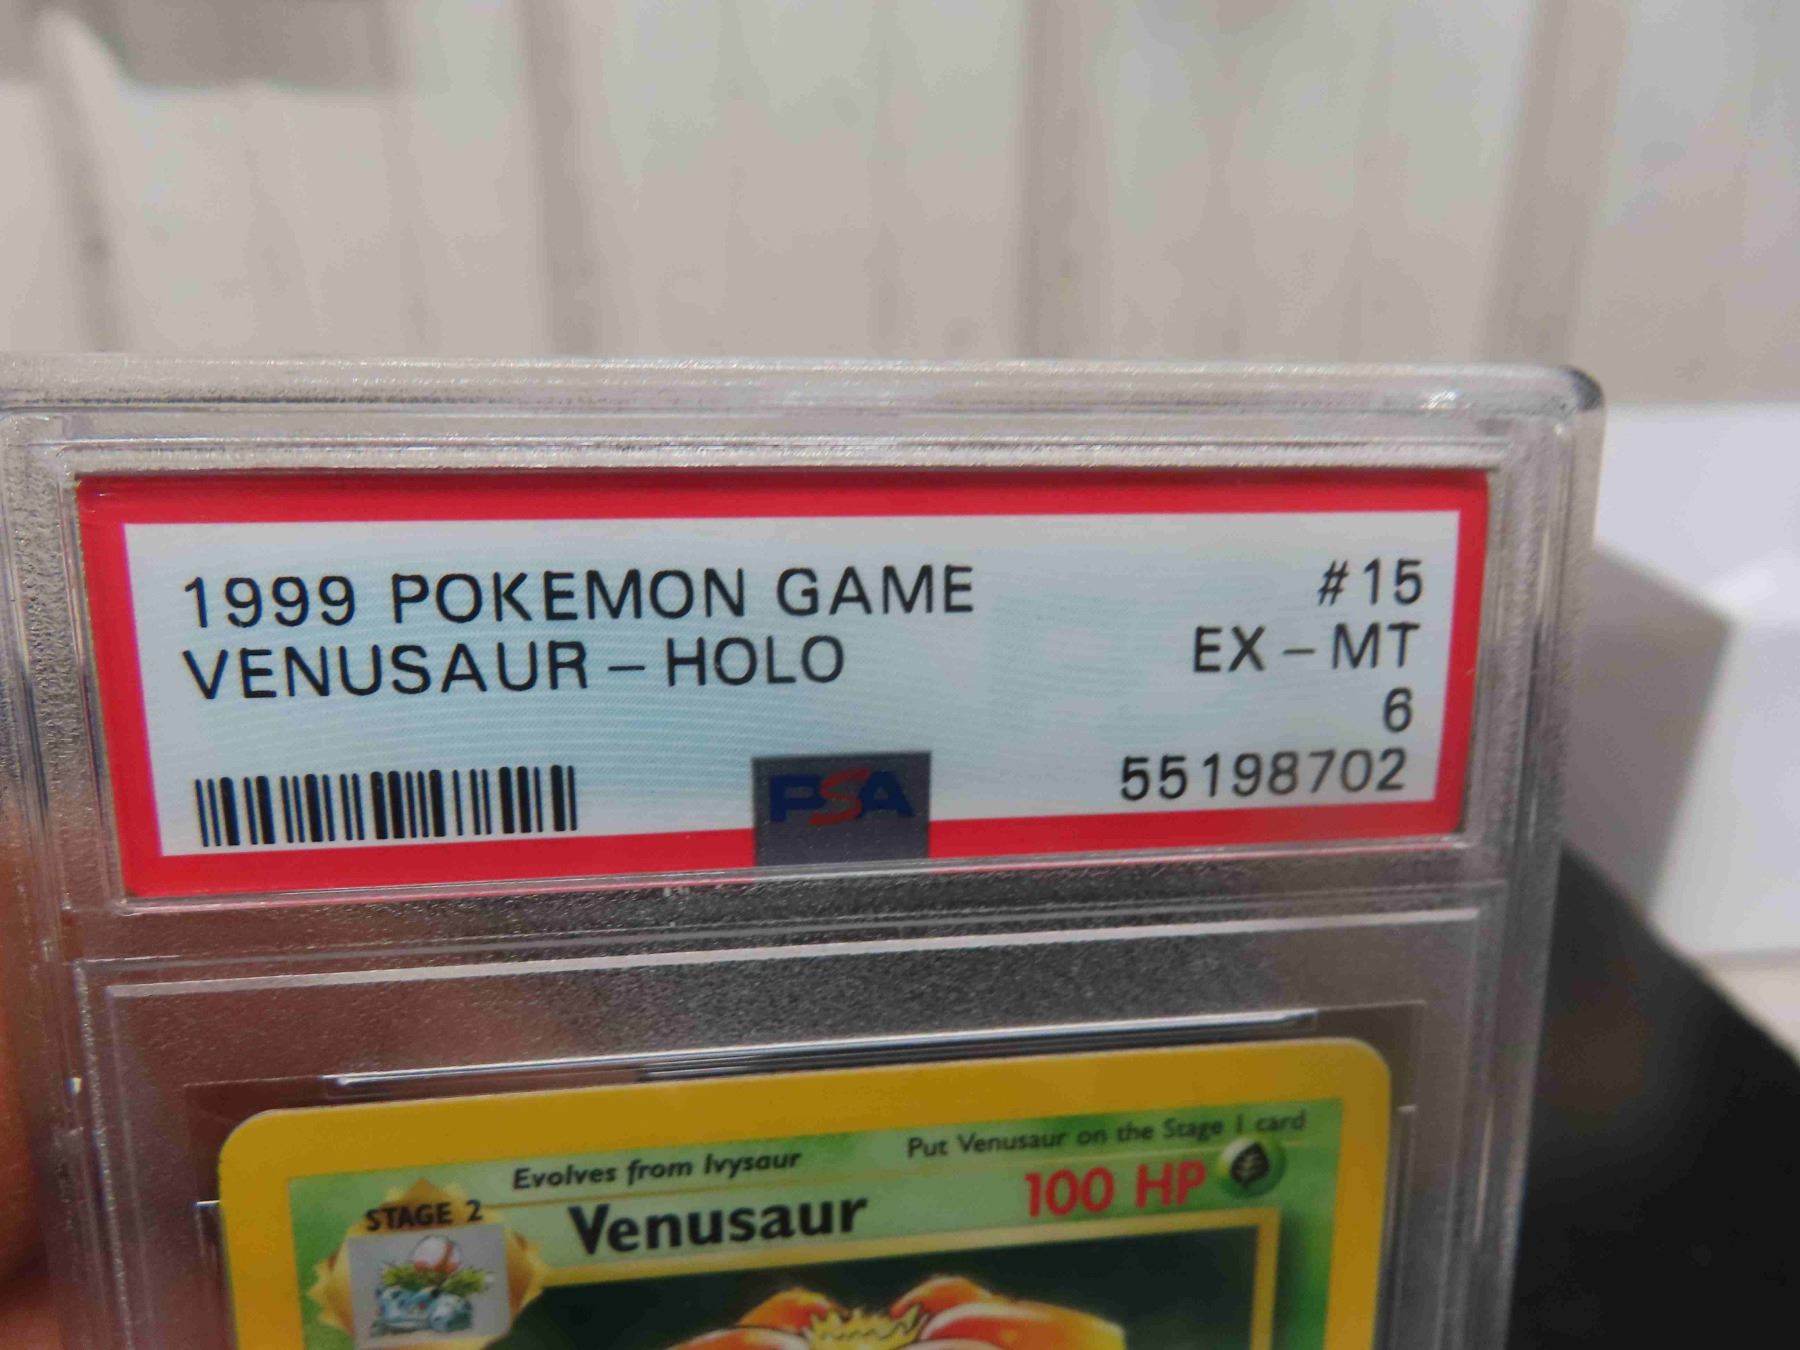 1999 POKEMON GAME #15
VENUSAUR – HOLO EX – MT
6
PSA 55198702
Put Venusaur on the Stage 1 card
Evolves from Ivysaur
STAGE 2 Venusaur 100 HP